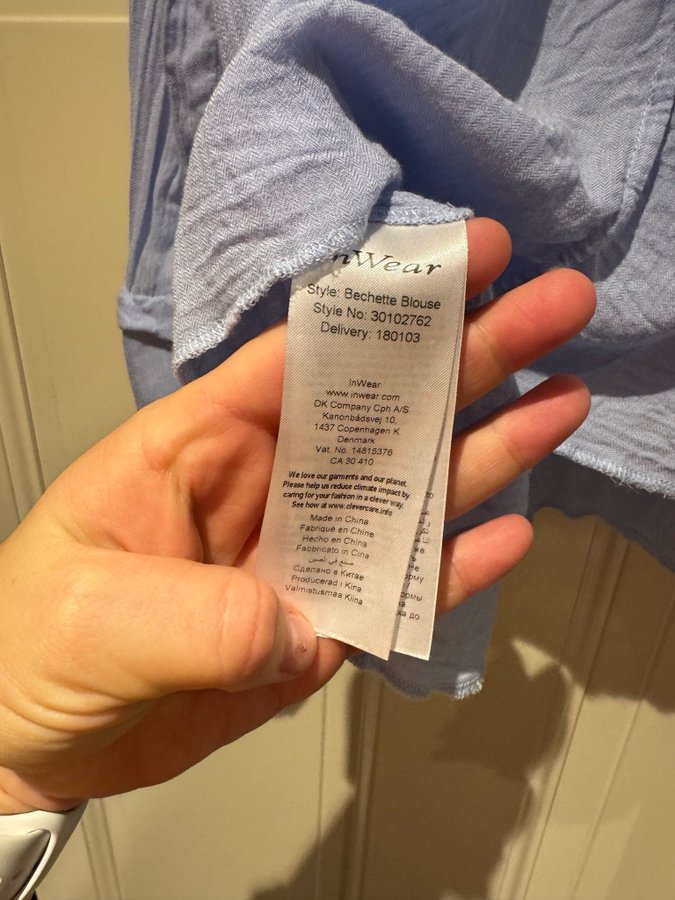 InWear
Style: Bechette Blouse
Style No: 30102762
Delivery: 180103
InWear
www.inwear.com
DK Company Cph A/S
Kanonbådsvej 10,
1437 Copenhagen K.
Denmark
Vat. No. 14815376
CA 30 410
We love our garments and our planet.
Please help us reduce climate impact by
caring for your fashion in a clever way.
See how at www.clevercare.info
Made in China
Fabriqué en Chine
Hecho en China
Fabbricato in Cina
صنع في الصين
Сделано в Китае
Producerad i Kina
Valmistusmaa Kiina